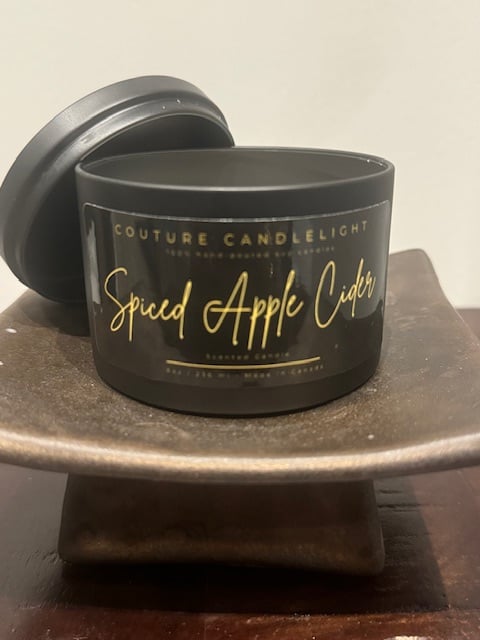 COUTURE CANDLELIGHT
100% hand poured soy candles
Spiced Apple Cider
Scented Candle
8oz / 236 ml - Made in Canada